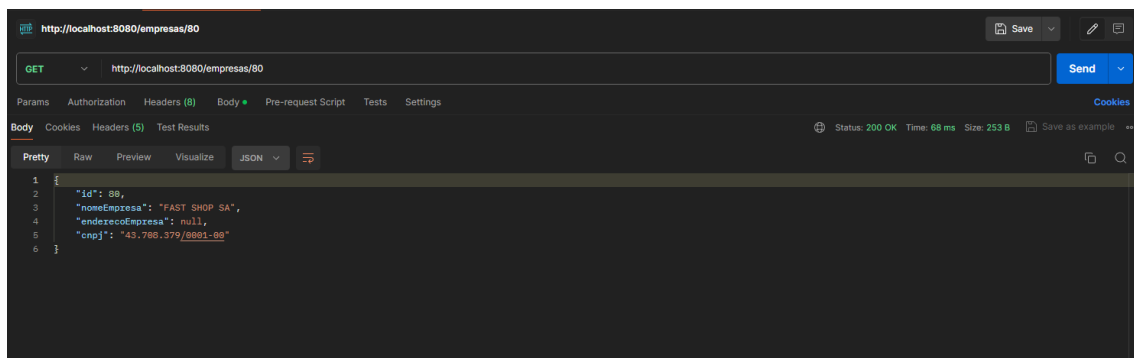 HTTP http://localhost:8080/empresas/80 Save
GET http://localhost:8080/empresas/80 Send
Params Authorization Headers (8) Body Pre-request Script Tests Settings Cookies
Body Cookies Headers (5) Test Results Status: 200 OK Time: 68 ms Size: 253 B Save as example
Pretty Raw Preview Visualize JSON
1 {
2 "id": 80,
3 "nomeEmpresa": "FAST SHOP SA",
4 "enderecoEmpresa": null,
5 "cnpj": "43.708.379/0001-00"
6 }